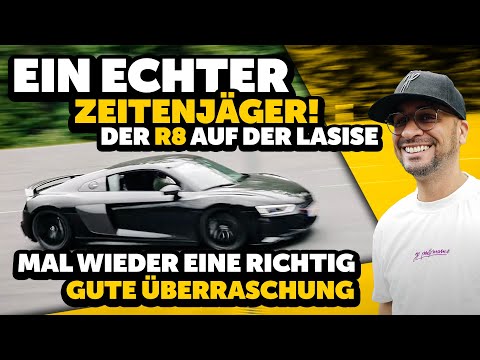 EIN ECHTER
ZEITENJÄGER!
DER R8 AUF DER LASISE
MAL WIEDER EINE RICHTIG
GUTE ÜBERRASCHUNG